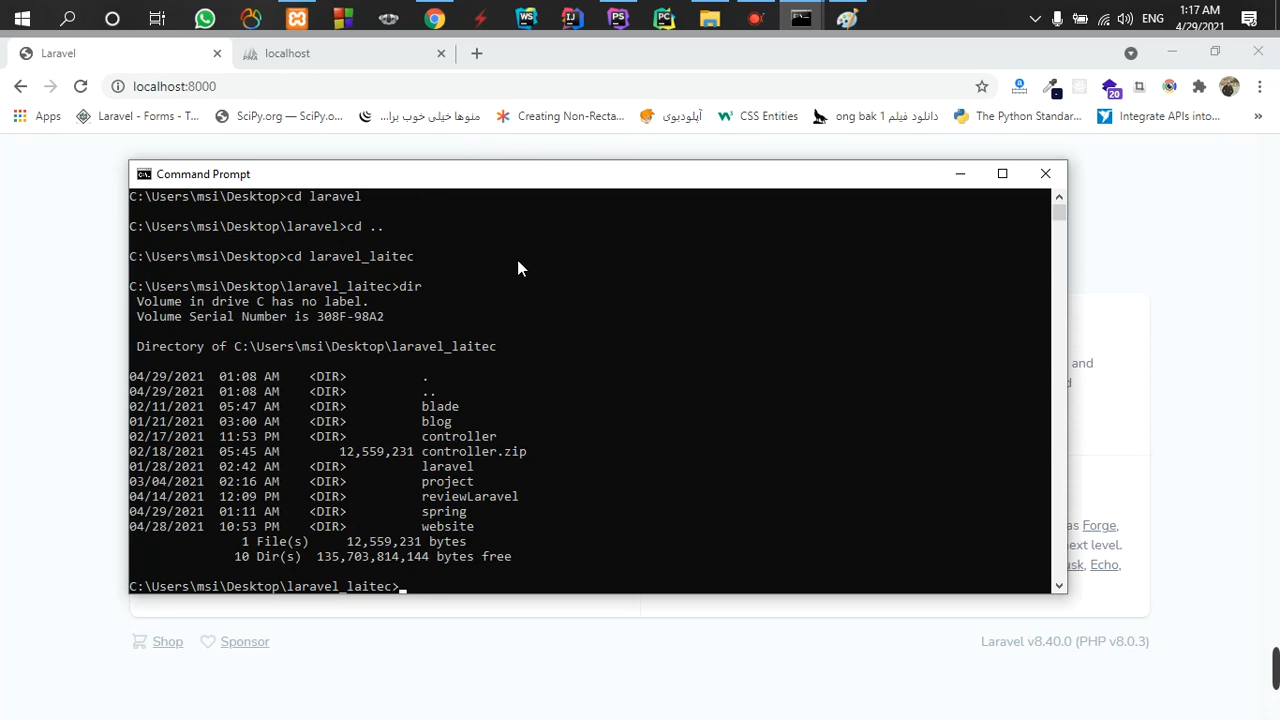 1:17 AM
ENG
4/29/2021
Laravel
localhost
localhost:8000
20
Apps
Laravel - Forms - T...
SciPy.org — SciPy.o...
منوها خیلی خوب برا...
Creating Non-Recta...
آپلودبوی
CSS Entities
دانلود فیلم ong bak 1
The Python Standar...
Integrate APIs into...
»
Command Prompt
C:\Users\msi\Desktop>cd laravel
C:\Users\msi\Desktop\laravel>cd ..
C:\Users\msi\Desktop>cd laravel_laitec
C:\Users\msi\Desktop\laravel_laitec>dir
Volume in drive C has no label.
Volume Serial Number is 308F-98A2
Directory of C:\Users\msi\Desktop\laravel_laitec
04/29/2021 01:08 AM <DIR> .
04/29/2021 01:08 AM <DIR> ..
02/11/2021 05:47 AM <DIR> blade
01/21/2021 03:00 AM <DIR> blog
02/17/2021 11:53 PM <DIR> controller
02/18/2021 05:45 AM 12,559,231 controller.zip
01/28/2021 02:42 AM <DIR> laravel
03/04/2021 02:16 AM <DIR> project
04/14/2021 12:09 PM <DIR> reviewLaravel
04/29/2021 01:11 AM <DIR> spring
04/28/2021 10:53 PM <DIR> website
1 File(s) 12,559,231 bytes
10 Dir(s) 135,703,814,144 bytes free
C:\Users\msi\Desktop\laravel_laitec>
and
as Forge,
next level.
usk, Echo,
Shop
Sponsor
Laravel v8.40.0 (PHP v8.0.3)